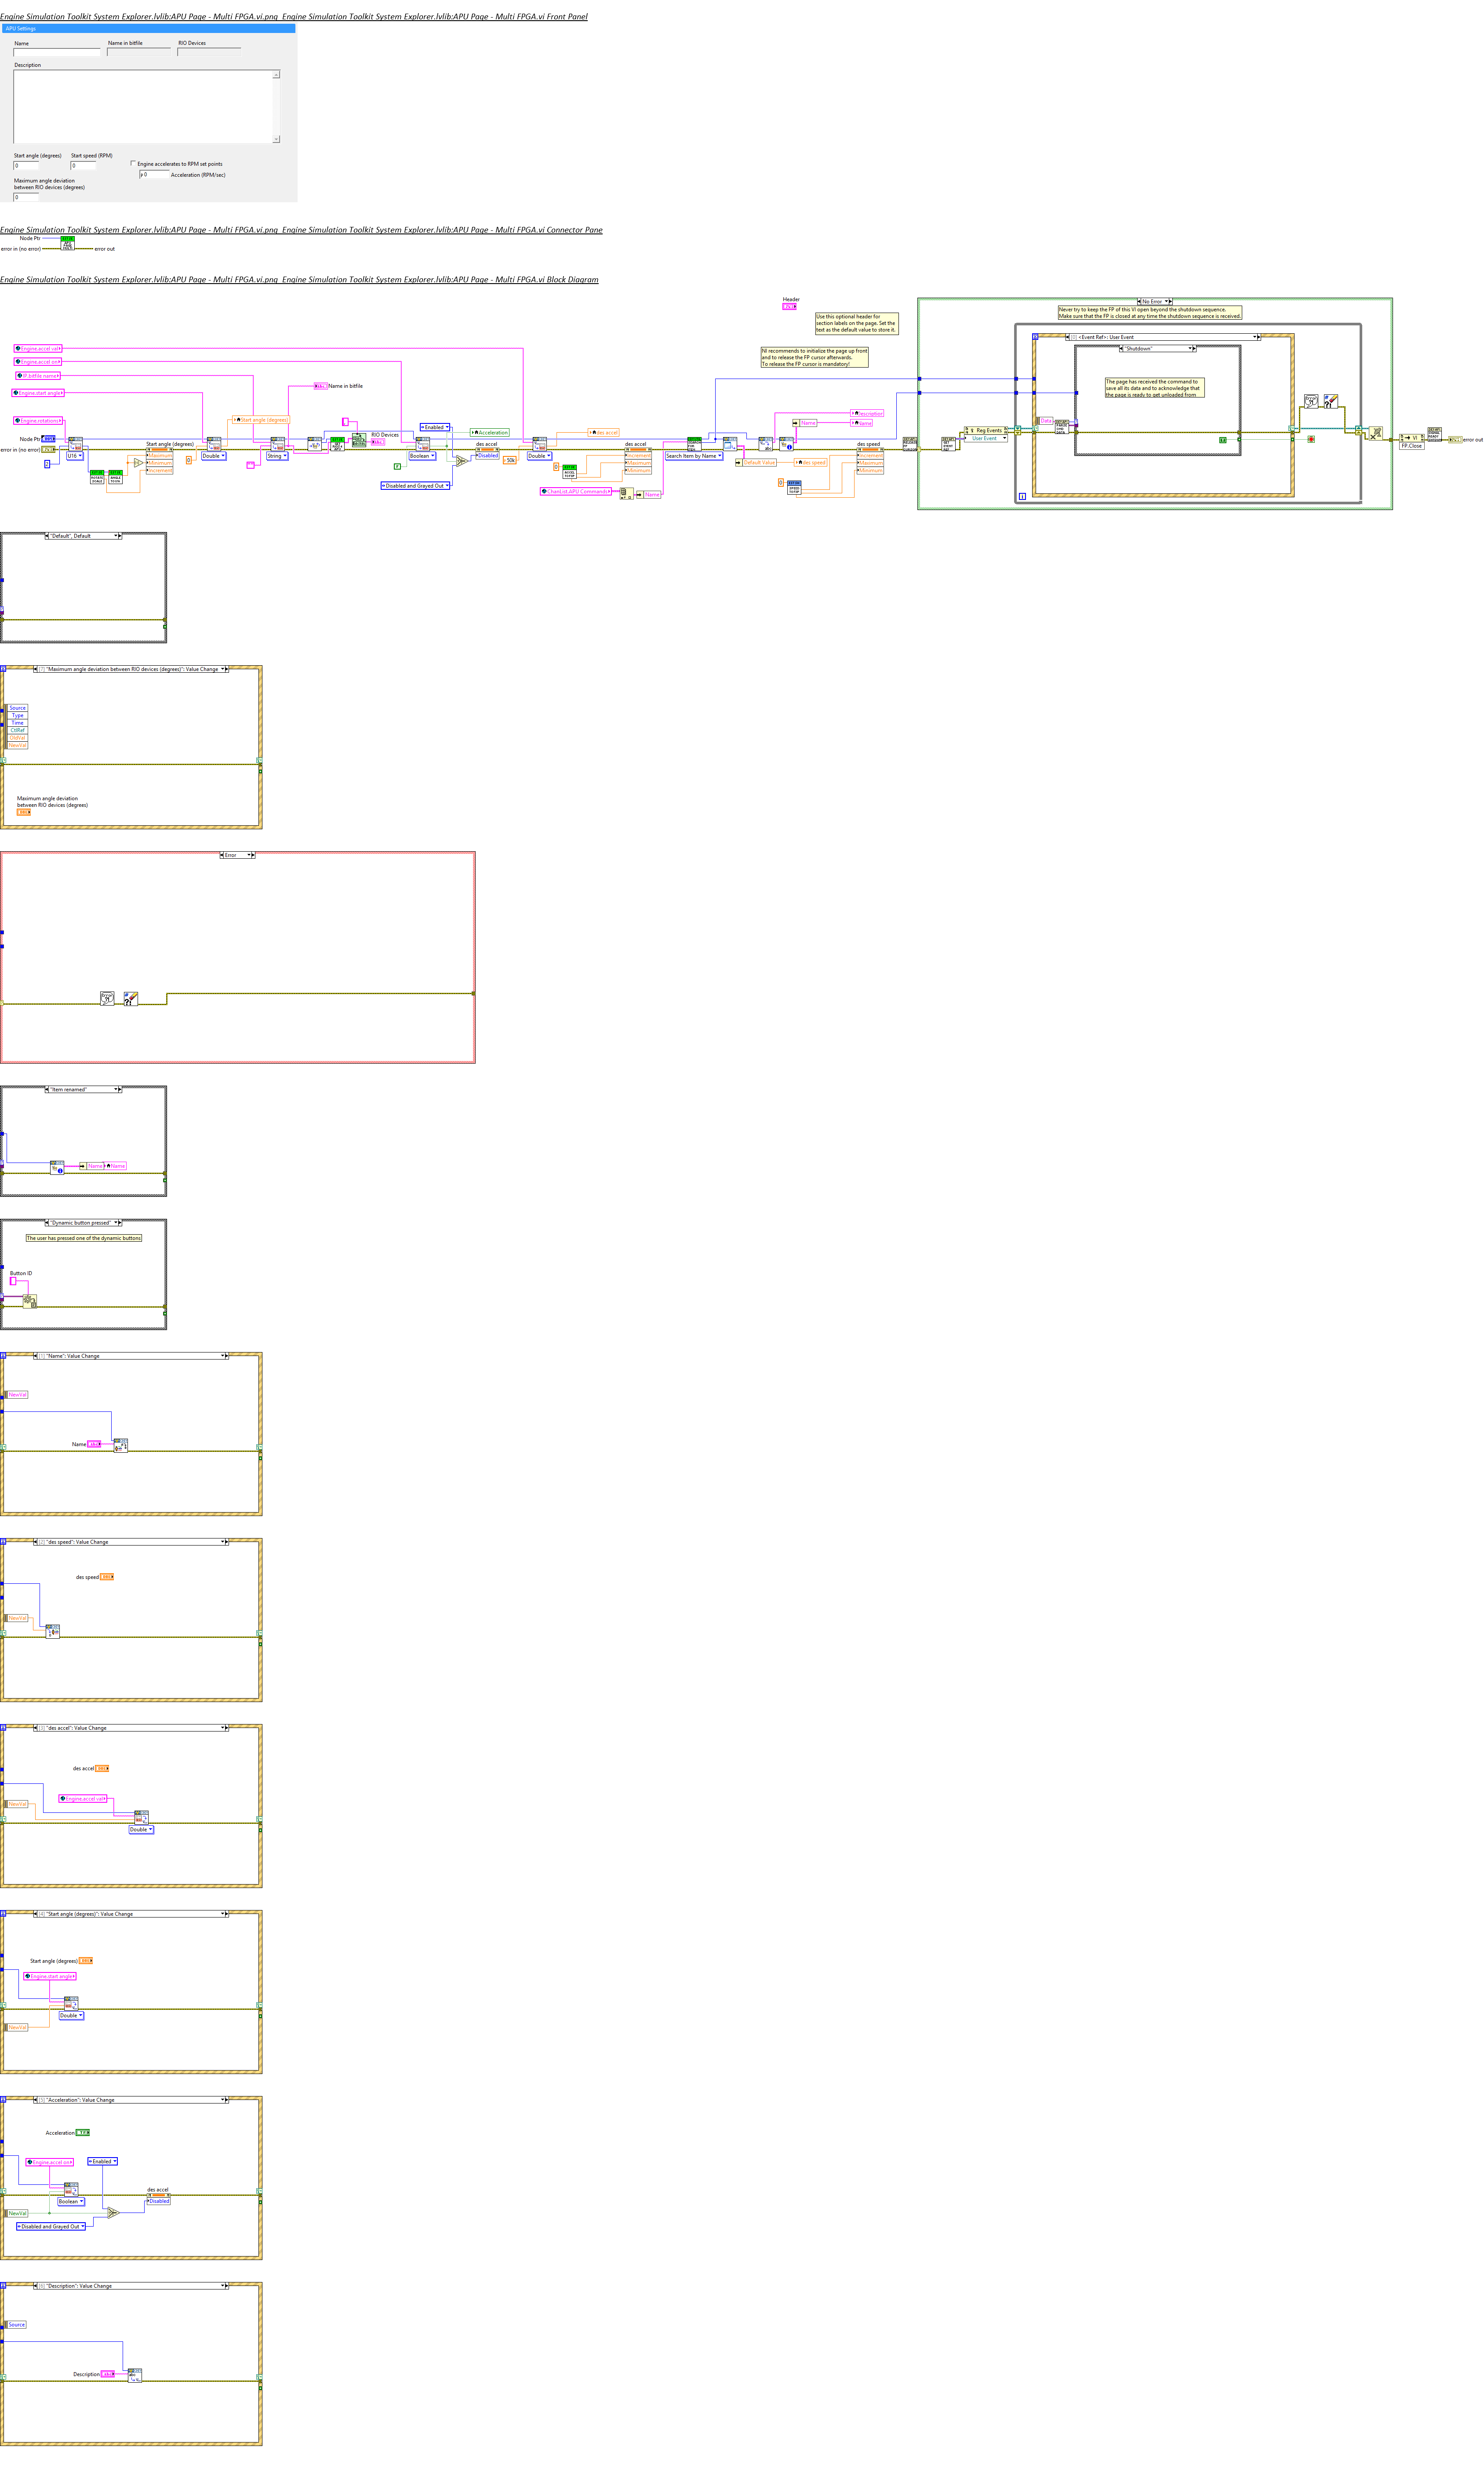 Engine Simulation Toolkit System Explorer.lvlib:APU Page - Multi FPGA.vi.png  Engine Simulation Toolkit System Explorer.lvlib:APU Page - Multi FPGA.vi Front Panel
APU Settings
Name
Name in bitfile
RIO Devices
Description
Start angle (degrees)
Start speed (RPM)
0
0
Engine accelerates to RPM set points
0
Acceleration (RPM/sec)
Maximum angle deviation
between RIO devices (degrees)
0
Engine Simulation Toolkit System Explorer.lvlib:APU Page - Multi FPGA.vi.png  Engine Simulation Toolkit System Explorer.lvlib:APU Page - Multi FPGA.vi Connector Pane
Node Ptr
error in (no error)
error out
Engine Simulation Toolkit System Explorer.lvlib:APU Page - Multi FPGA.vi.png  Engine Simulation Toolkit System Explorer.lvlib:APU Page - Multi FPGA.vi Block Diagram
Header
Use this optional header for
section labels on the page. Set the
text as the default value to store it.
NI recommends to initialize the page up front
and to release the FP cursor afterwards.
To release the FP cursor is mandatory!
No Error
Never try to keep the FP of this VI open beyond the shutdown sequence.
Make sure that the FP is closed at any time the shutdown sequence is received.
[0] <Event Ref>: User Event
"Shutdown"
The page has received the command to
save all its data and to acknowledge that
the page is ready to get unloaded from
Engine.accel val
Engine.accel on
IP.bitfile name
Engine.start angle
Engine.rotations
Node Ptr
error in (no error)
2
U16
Start angle (degrees)
Maximum
Minimum
Increment
0
Start angle (degrees)
Double
String
Name in bitfile
RIO Devices
Enabled
Boolean
Disabled and Grayed Out
Acceleration
des accel
Disabled
50k
Double
des accel
0
des accel
Increment
Maximum
Minimum
ChanList:APU Commands
Name
Search Item by Name
Default Value
des speed
Name
Description
Name
0
des speed
Increment
Maximum
Minimum
Reg Events
User Event
Data
VI
FP.Close
error out
"Default", Default
[7] "Maximum angle deviation between RIO devices (degrees)": Value Change
Source
Type
Time
CtlRef
OldVal
NewVal
Maximum angle deviation
between RIO devices (degrees)
Error
"Item renamed"
Name
Name
"Dynamic button pressed"
The user has pressed one of the dynamic buttons
Button ID
[1] "Name": Value Change
NewVal
Name
[2] "des speed": Value Change
des speed
NewVal
[3] "des accel": Value Change
des accel
Engine.accel val
NewVal
Double
[4] "Start angle (degrees)": Value Change
Start angle (degrees)
Engine.start angle
Double
NewVal
[5] "Acceleration": Value Change
Acceleration
Engine.accel on
Enabled
des accel
Boolean
Disabled
NewVal
Disabled and Grayed Out
[6] "Description": Value Change
Source
Description